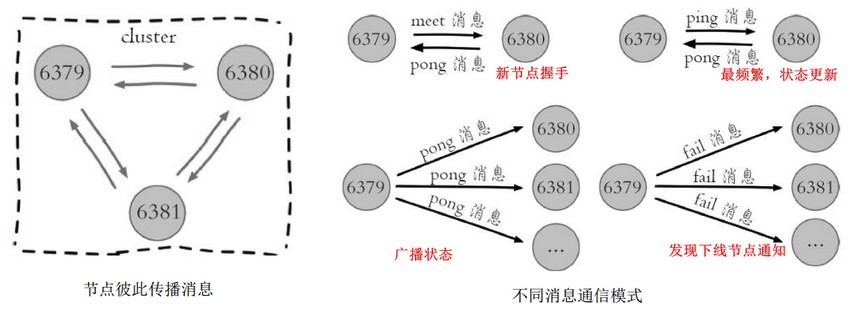 cluster
6379
6380
6381
节点彼此传播消息
meet 消息
6379
6380
pong 消息
新节点握手
ping 消息
6379
6380
pong 消息
最频繁,状态更新
pong 消息
6380
6379
pong 消息
6381
pong 消息
...
广播状态
fail 消息
6380
6379
fail 消息
6381
fail 消息
...
发现下线节点通知
不同消息通信模式